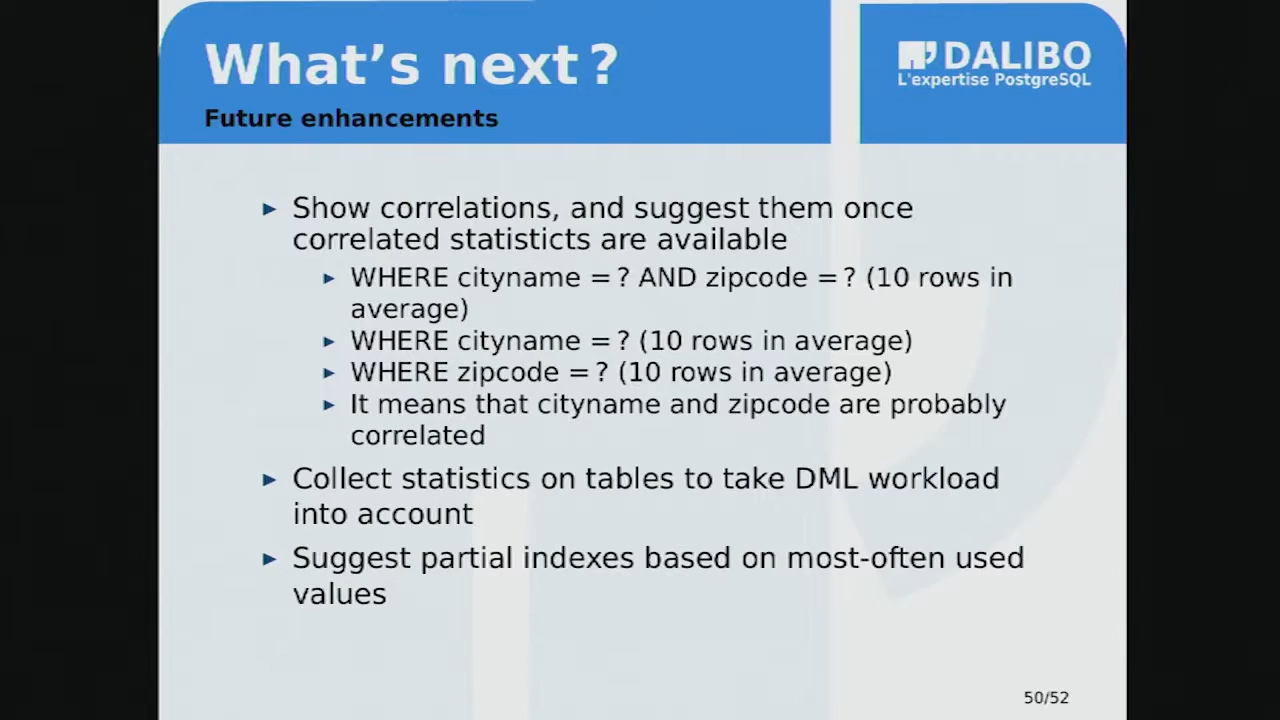 What's next ?
Future enhancements
DALIBO
L'expertise PostgreSQL
► Show correlations, and suggest them once
correlated statisticts are available
► WHERE cityname = ? AND zipcode = ? (10 rows in
average)
► WHERE cityname = ? (10 rows in average)
► WHERE zipcode = ? (10 rows in average)
► It means that cityname and zipcode are probably
correlated
► Collect statistics on tables to take DML workload
into account
► Suggest partial indexes based on most-often used
values
50/52